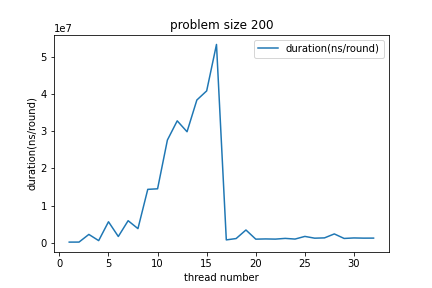 problem size 200
1e7
duration(ns/round)
5
4
3
2
1
0
duration(ns/round)
0
5
10
15
20
25
30
thread number